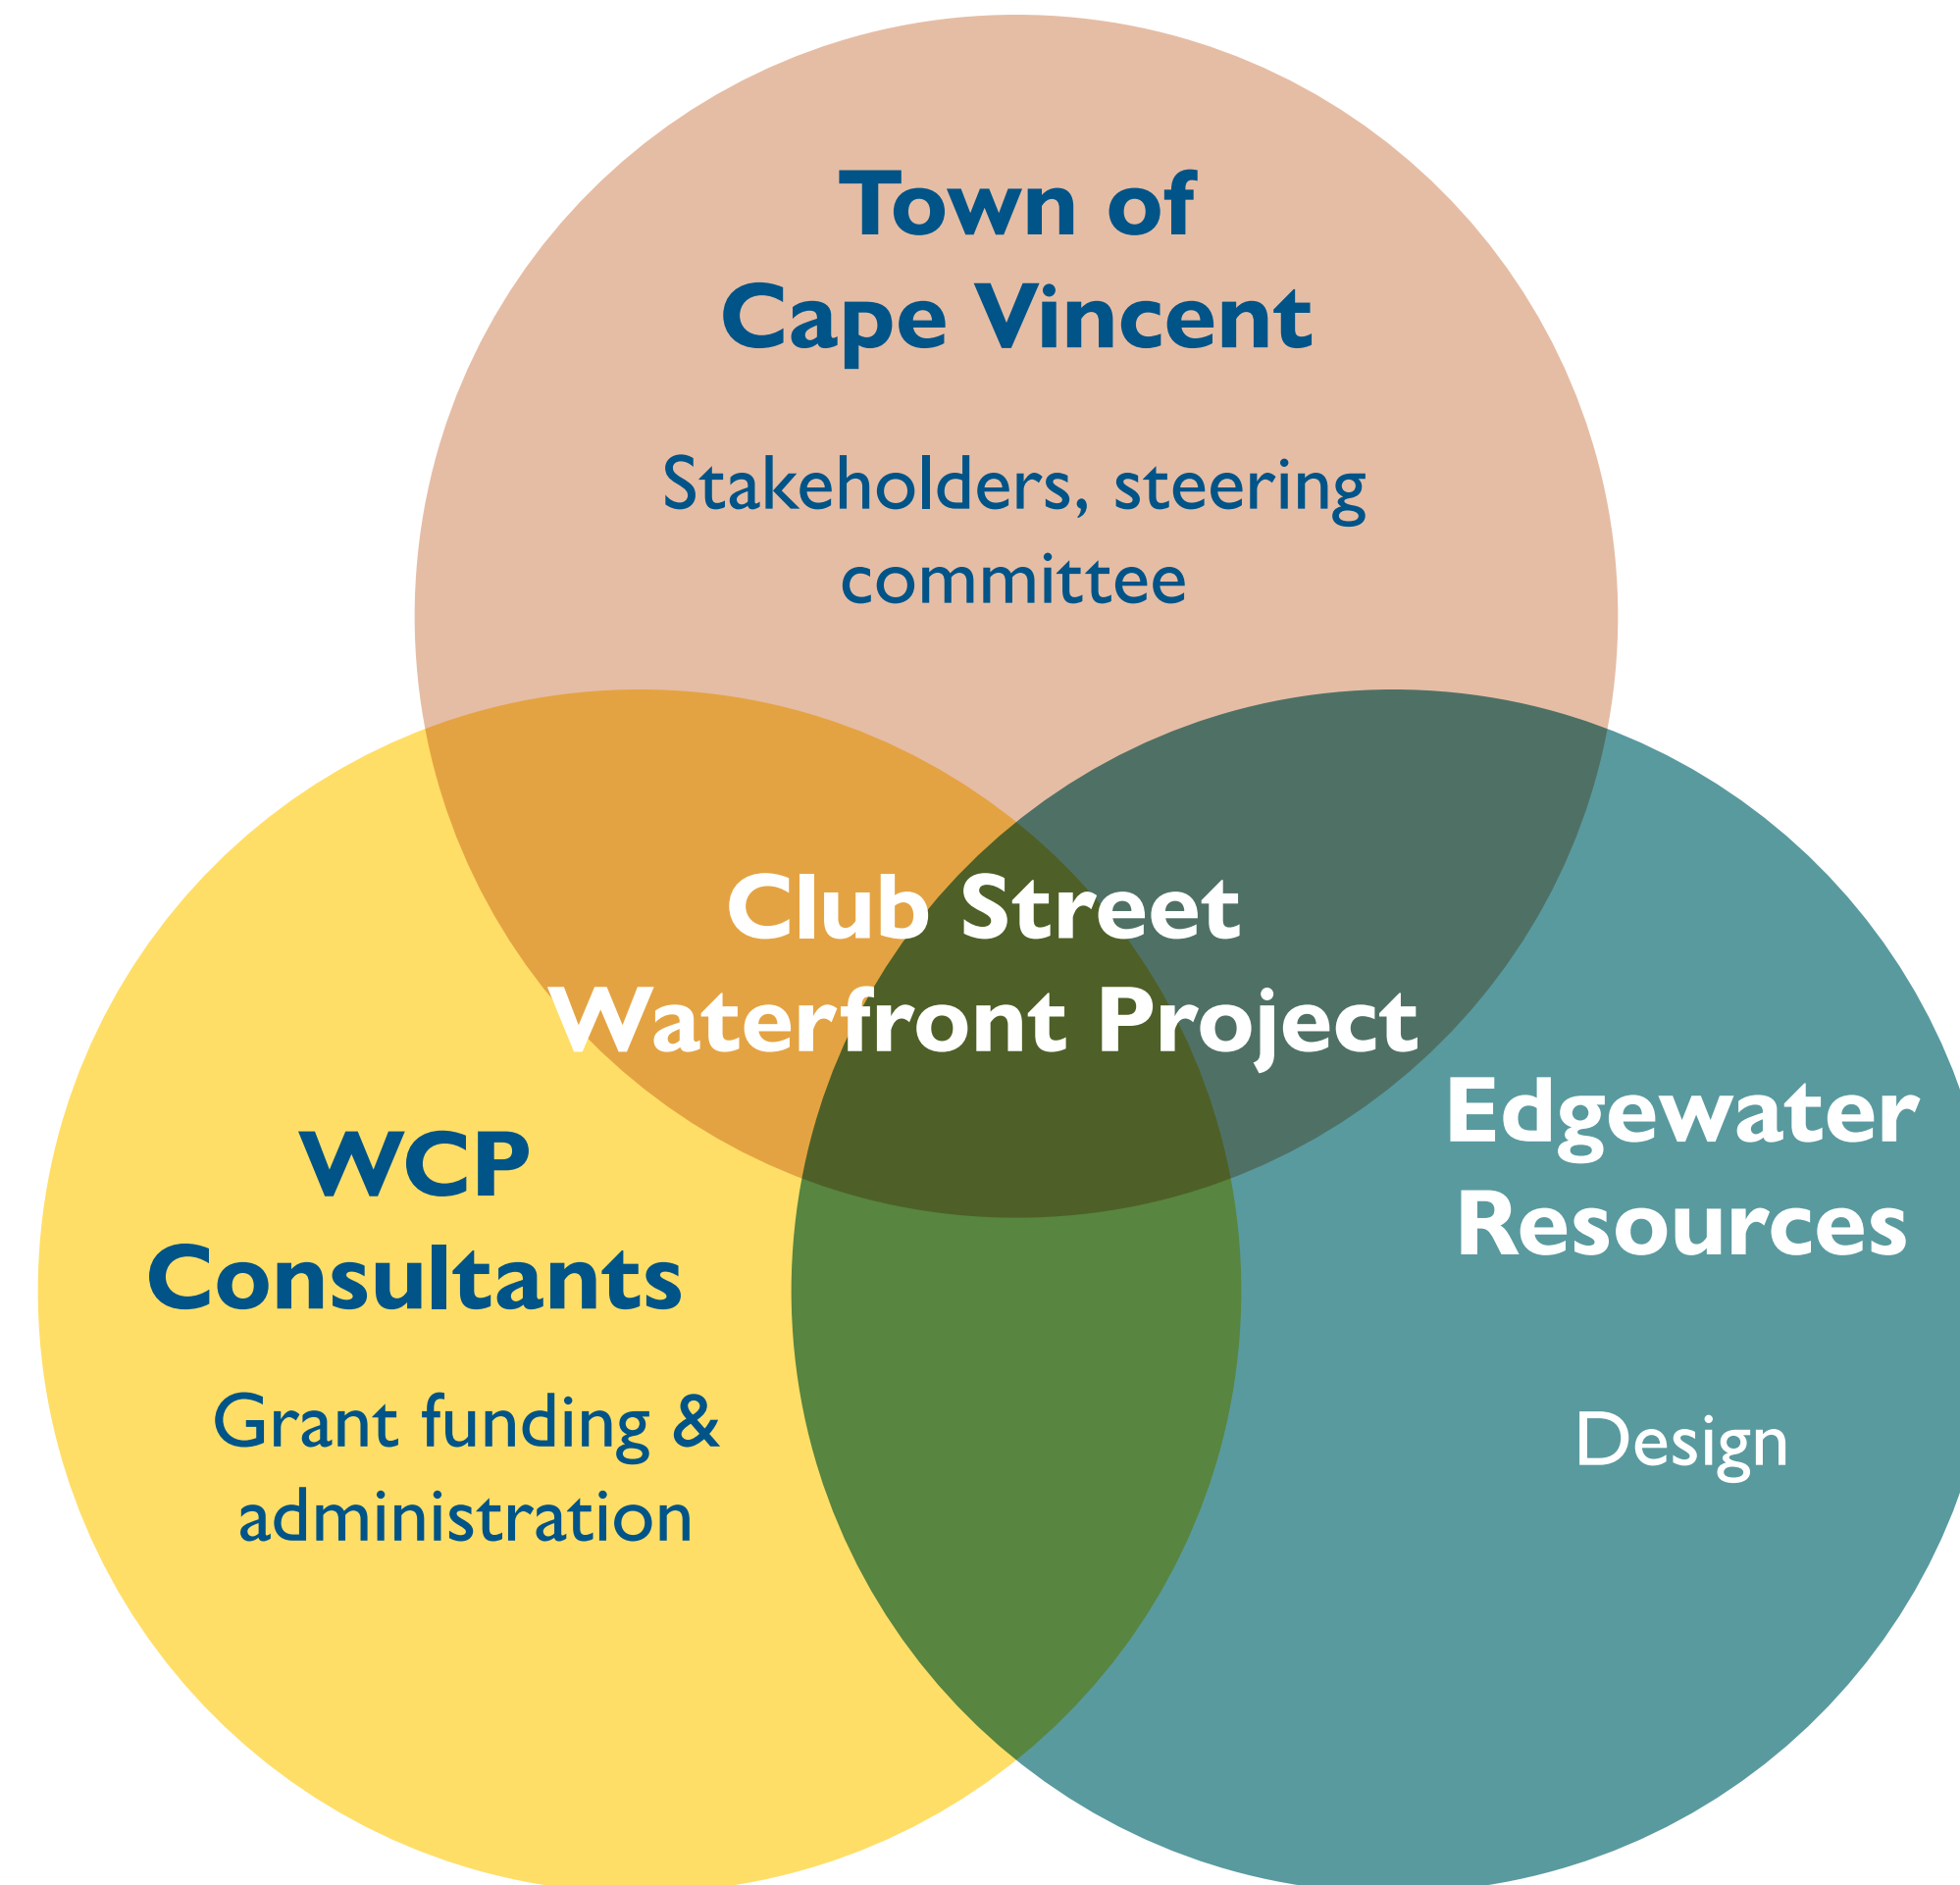 Town of
Cape Vincent
Stakeholders, steering
committee
Club Street
Waterfront Project
WCP
Consultants
Grant funding &
administration
Edgewater
Resources
Design